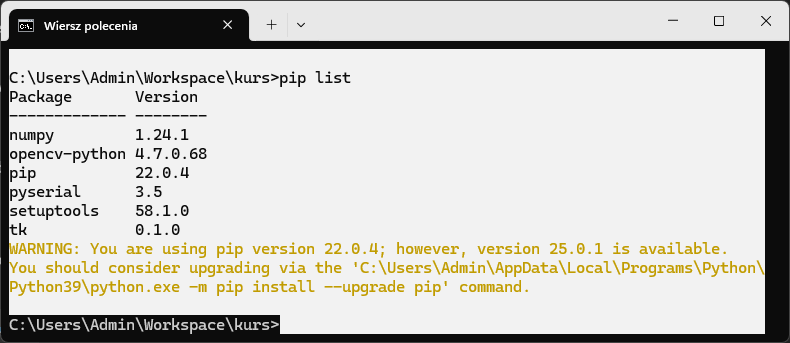 Wiersz polecenia
C:\Users\Admin\Workspace\kurs>pip list
Package       Version
------------- --------
numpy         1.24.1
opencv-python 4.7.0.68
pip           22.0.4
pyserial      3.5
setuptools    58.1.0
tk            0.1.0
WARNING: You are using pip version 22.0.4; however, version 25.0.1 is available.
You should consider upgrading via the 'C:\Users\Admin\AppData\Local\Programs\Python\
Python39\python.exe -m pip install --upgrade pip' command.
C:\Users\Admin\Workspace\kurs>